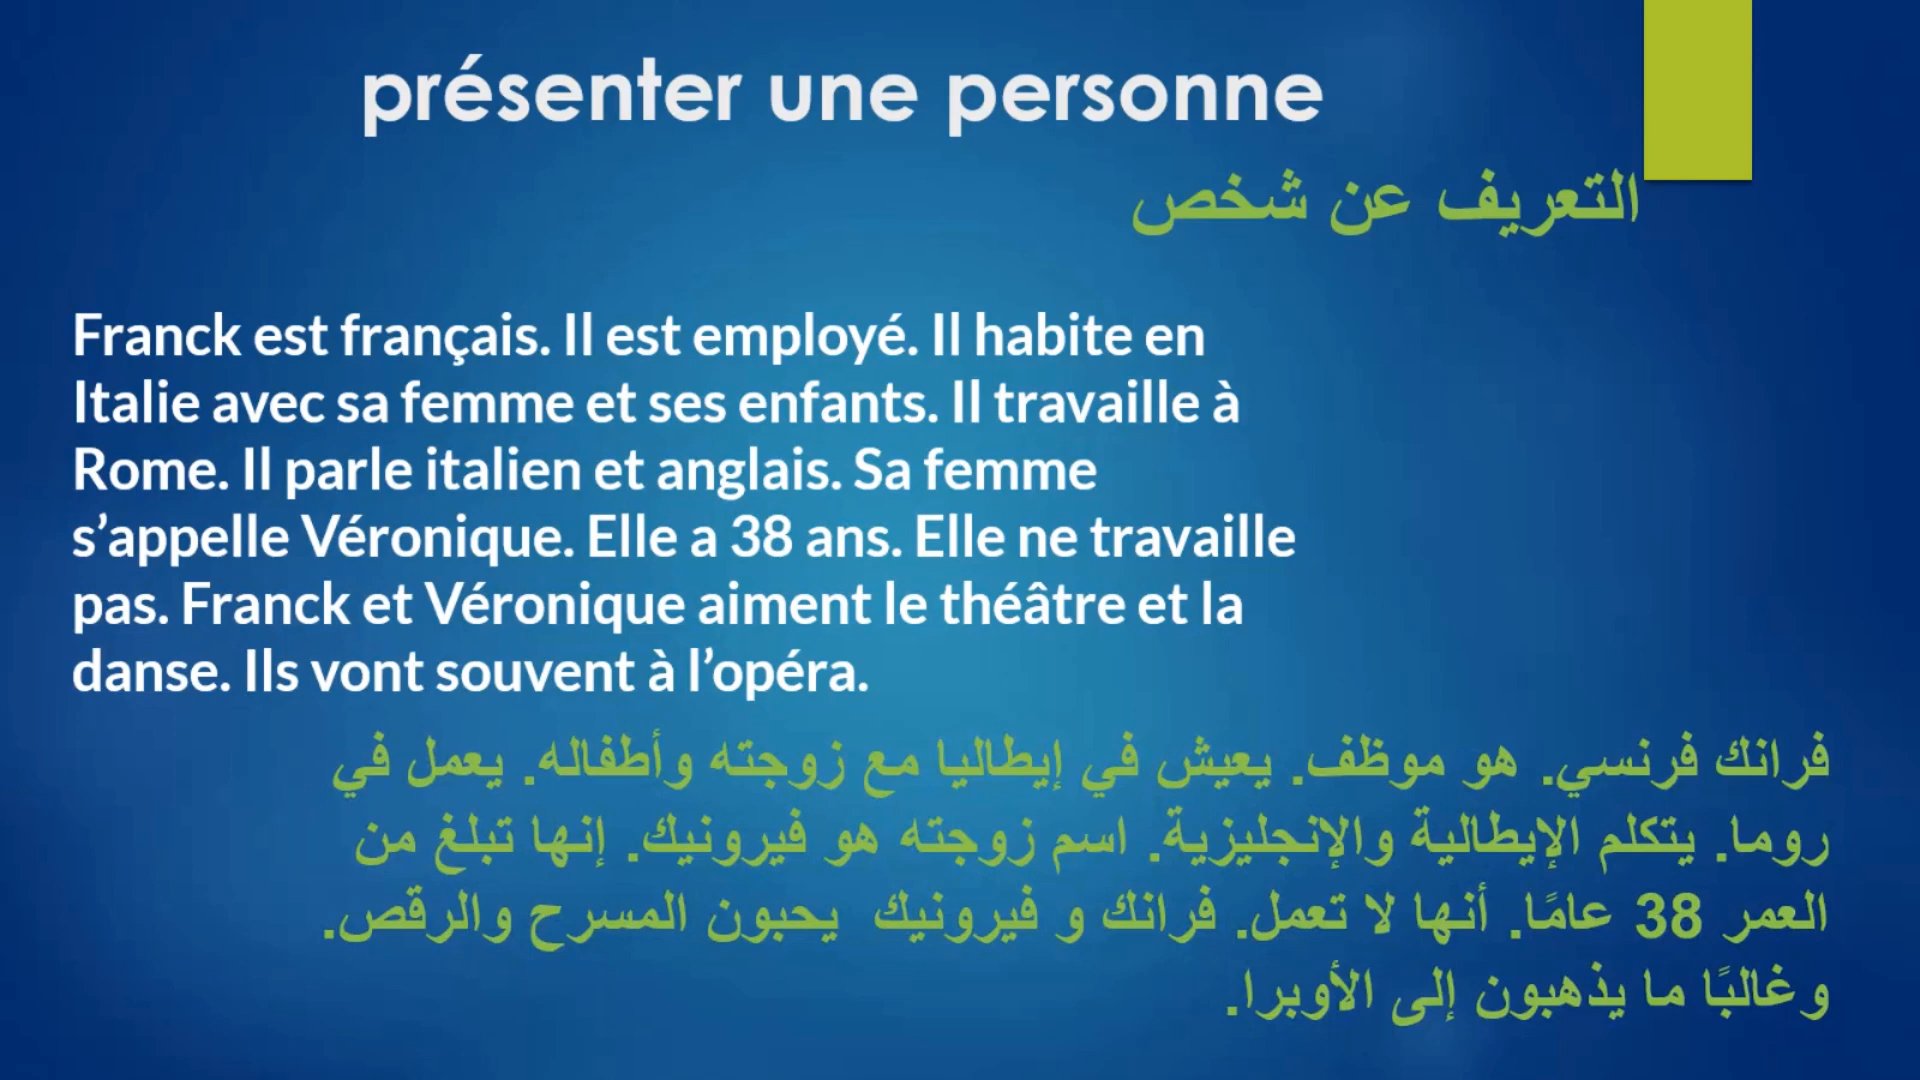 présenter une personne
التعريف عن شخص
Franck est français. Il est employé. Il habite en
Italie avec sa femme et ses enfants. Il travaille à
Rome. Il parle italien et anglais. Sa femme
s’appelle Véronique. Elle a 38 ans. Elle ne travaille
pas. Franck et Véronique aiment le théâtre et la
danse. Ils vont souvent à l’opéra.
فرانك فرنسي. هو موظف. يعيش في إيطاليا مع زوجته وأطفاله. يعمل في
روما. يتكلم الإيطالية والإنجليزية. اسم زوجته هو فيرونيك. إنها تبلغ من
العمر 38 عامًا. أنها لا تعمل. فرانك و فيرونيك يحبون المسرح والرقص.
وغالبًا ما يذهبون إلى الأوبرا.